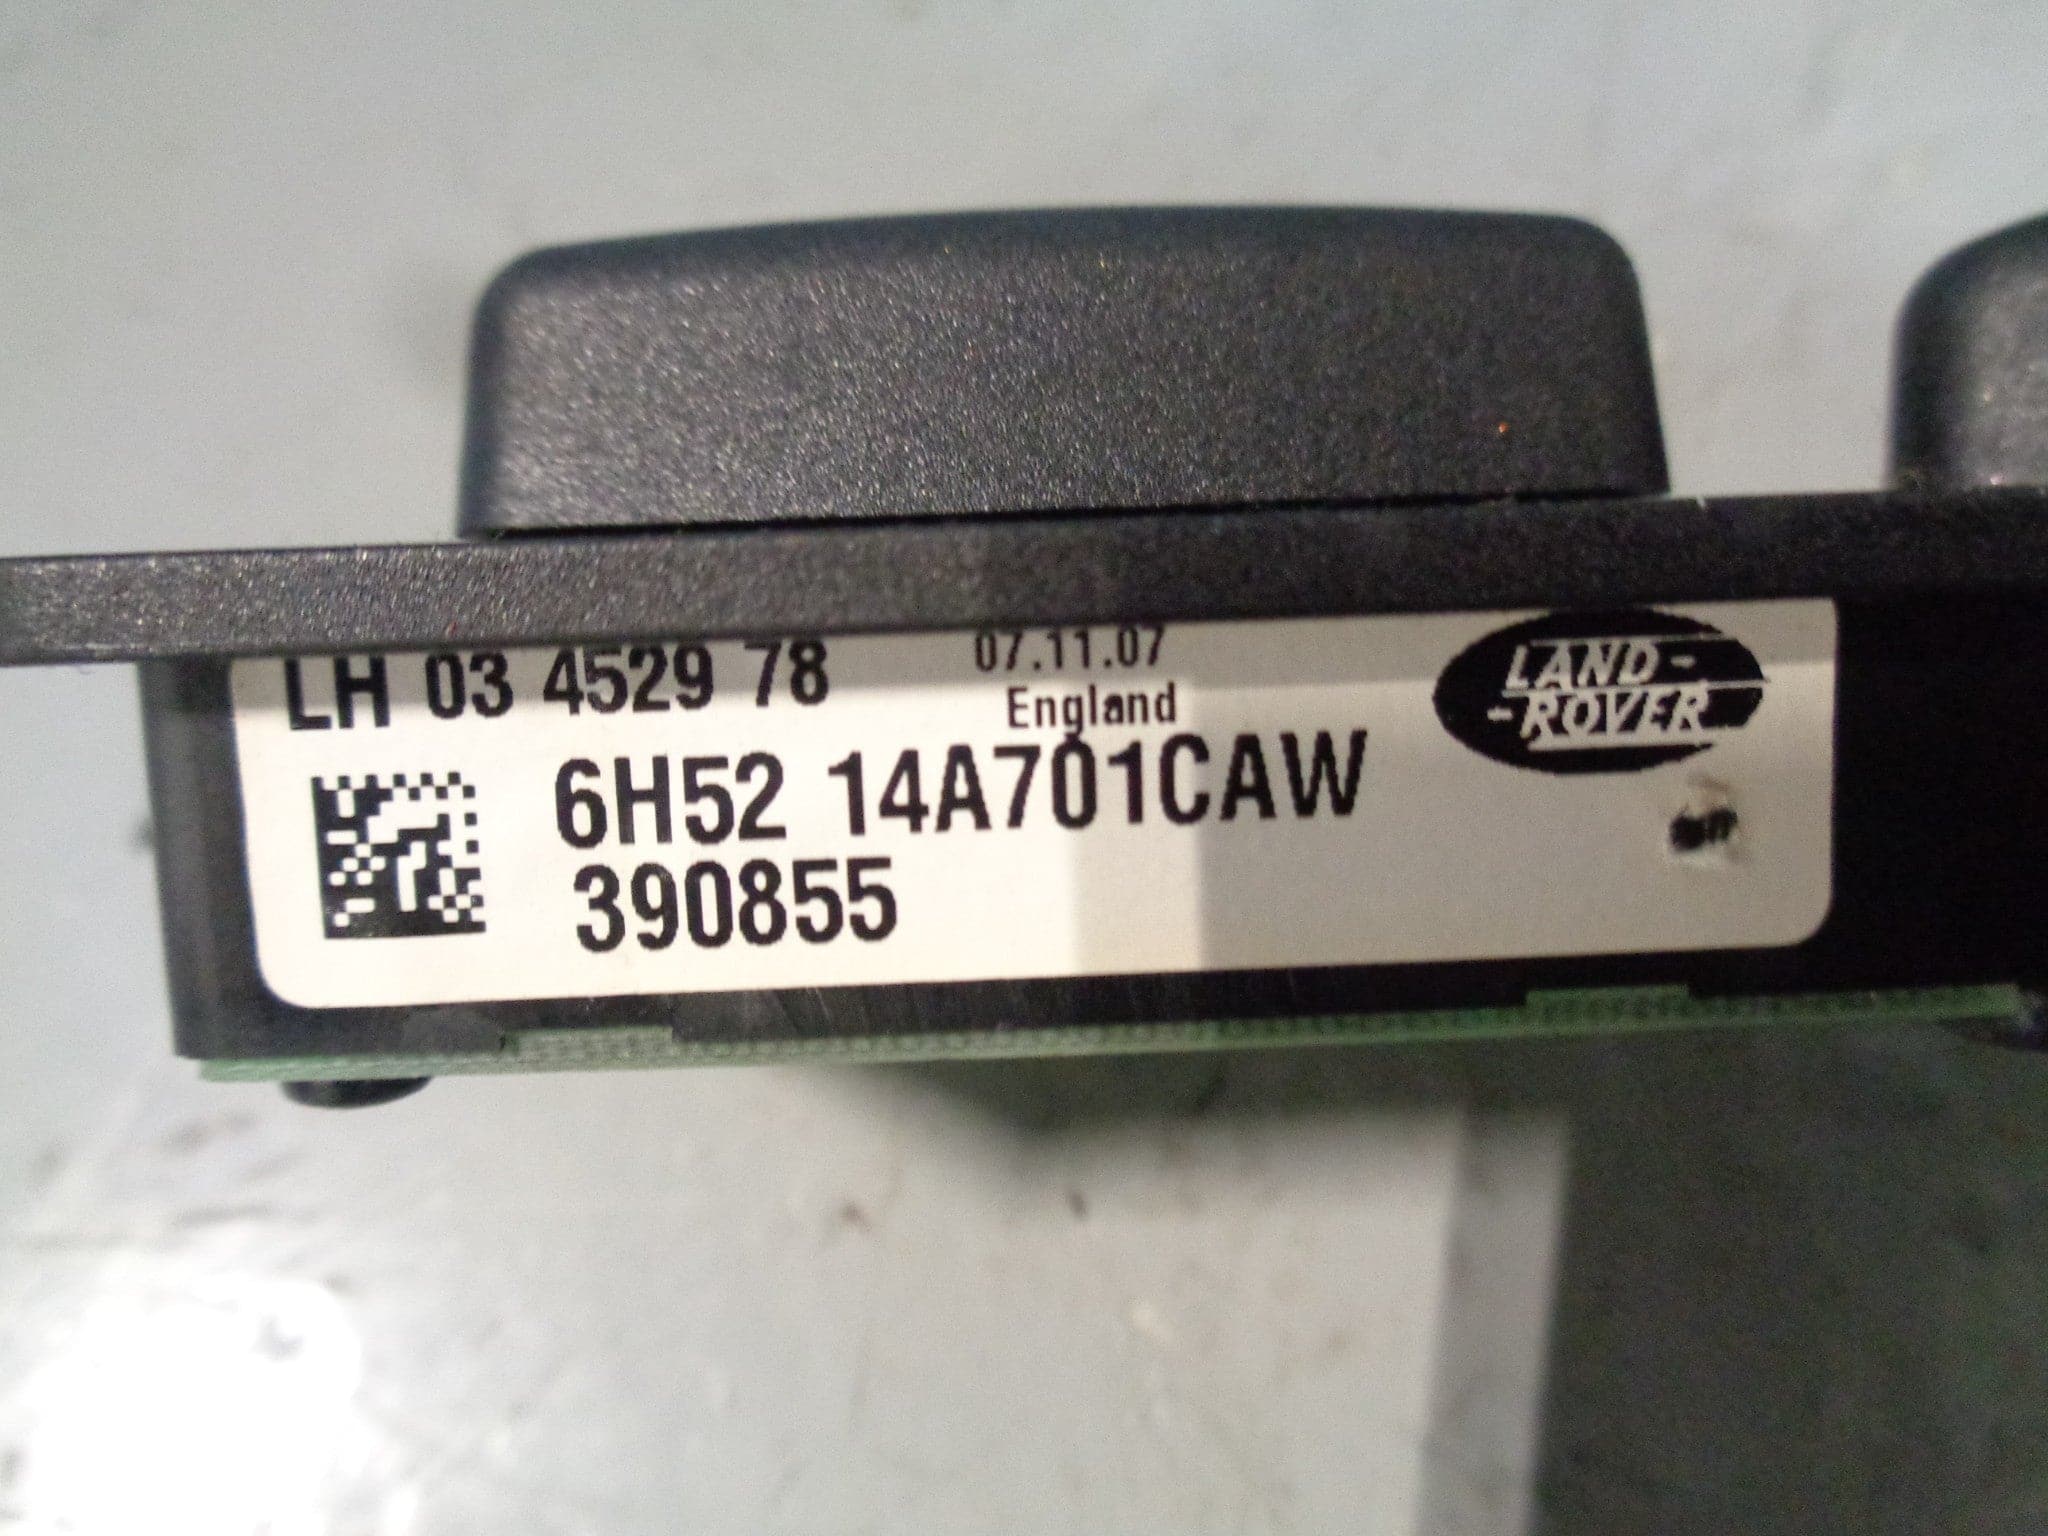 LH 03 4529 78
07.11.07
England
LAND-
-ROVER
6H52 14A701CAW
390855